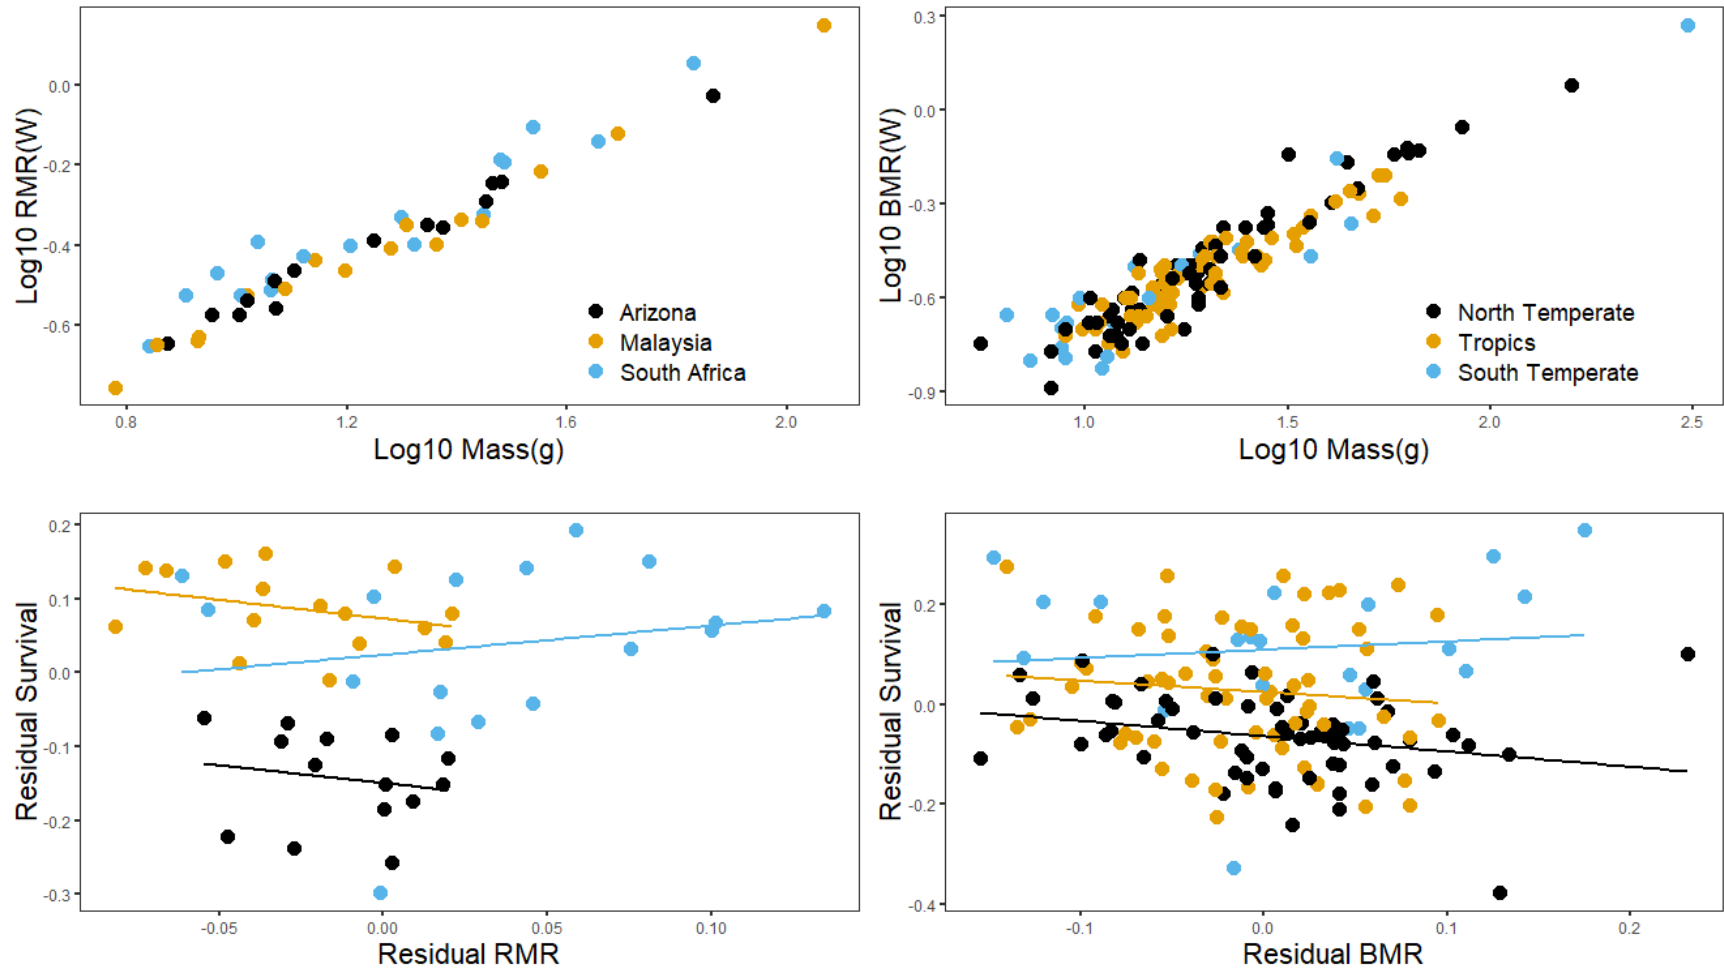 Log10 RMR(W)
0.0
-0.2
-0.4
-0.6
Arizona
Malaysia
South Africa
0.8
1.2
1.6
2.0
Log10 Mass(g)
Log10 BMR(W)
0.3
0.0
-0.3
-0.6
-0.9
North Temperate
Tropics
South Temperate
1.0
1.5
2.0
2.5
Log10 Mass(g)
Residual Survival
0.2
0.1
0.0
-0.1
-0.2
-0.3
-0.05
0.00
0.05
0.10
Residual RMR
Residual Survival
0.2
0.0
-0.2
-0.4
-0.1
0.0
0.1
0.2
Residual BMR